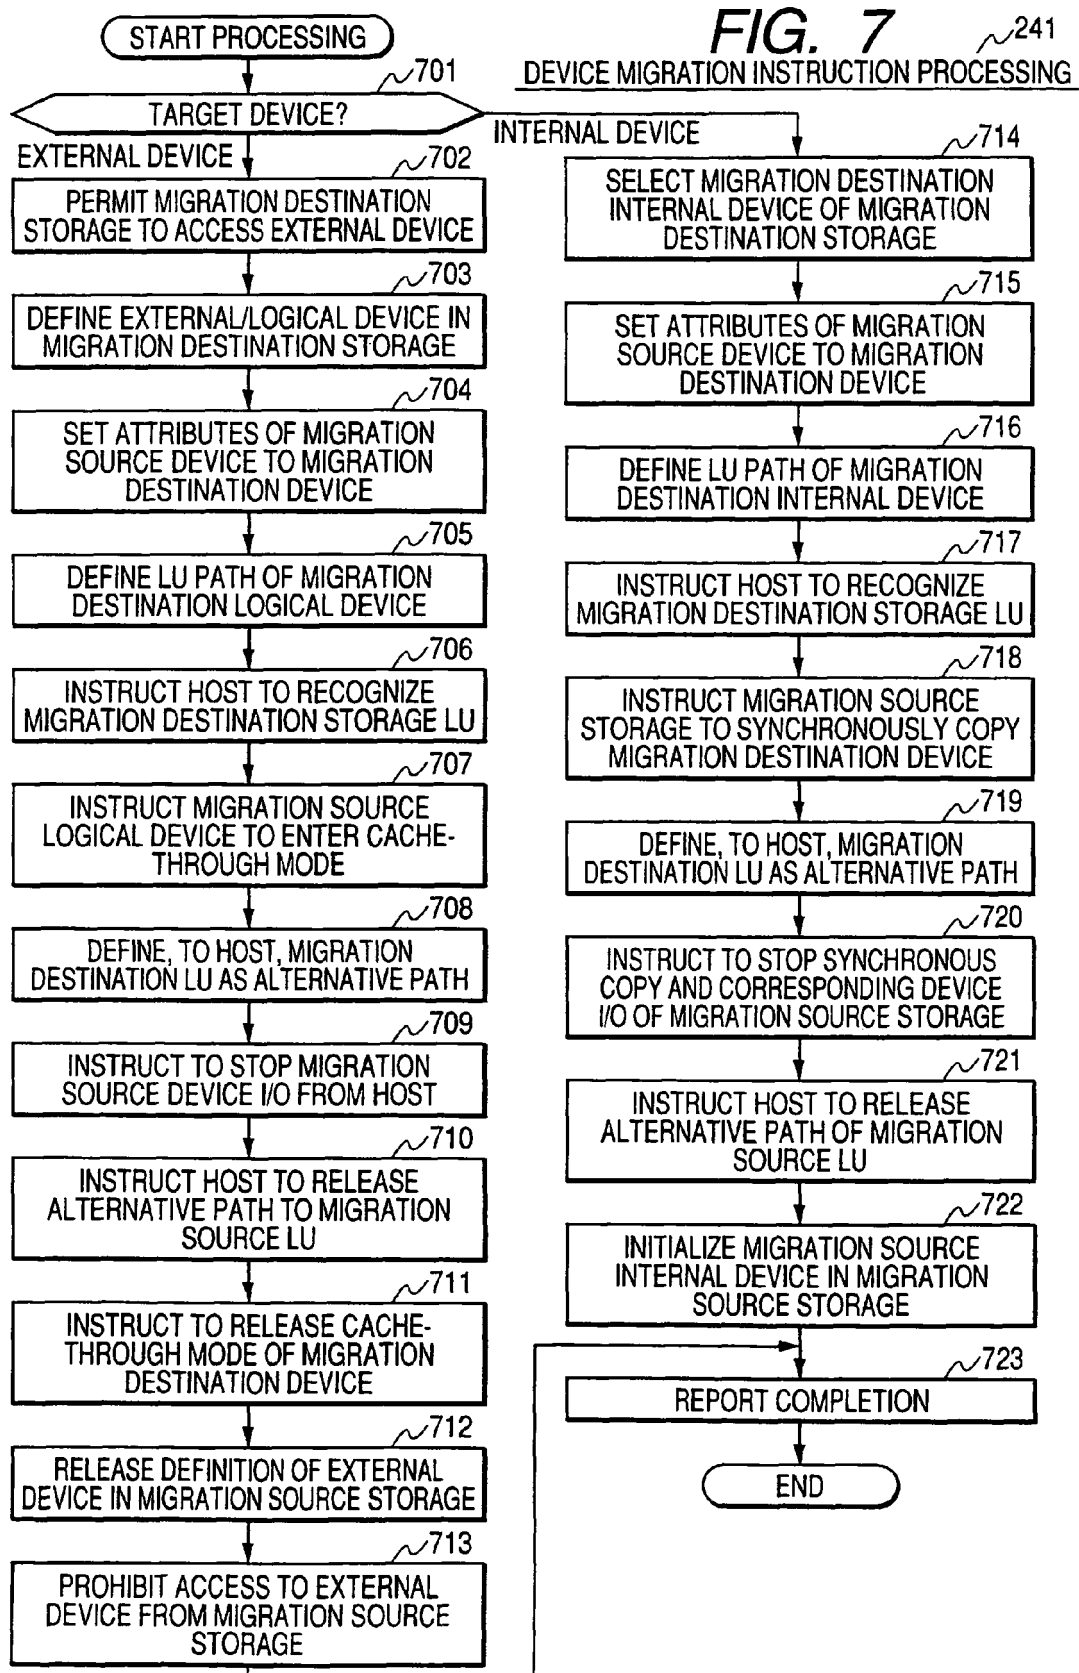 FIG. 7
241
DEVICE MIGRATION INSTRUCTION PROCESSING
START PROCESSING
701
TARGET DEVICE?
EXTERNAL DEVICE
INTERNAL DEVICE
702
PERMIT MIGRATION DESTINATION
STORAGE TO ACCESS EXTERNAL DEVICE
703
DEFINE EXTERNAL/LOGICAL DEVICE IN
MIGRATION DESTINATION STORAGE
704
SET ATTRIBUTES OF MIGRATION
SOURCE DEVICE TO MIGRATION
DESTINATION DEVICE
705
DEFINE LU PATH OF MIGRATION
DESTINATION LOGICAL DEVICE
706
INSTRUCT HOST TO RECOGNIZE
MIGRATION DESTINATION STORAGE LU
707
INSTRUCT MIGRATION SOURCE
LOGICAL DEVICE TO ENTER CACHE-
THROUGH MODE
708
DEFINE, TO HOST, MIGRATION
DESTINATION LU AS ALTERNATIVE PATH
709
INSTRUCT TO STOP MIGRATION
SOURCE DEVICE I/O FROM HOST
710
INSTRUCT HOST TO RELEASE
ALTERNATIVE PATH TO MIGRATION
SOURCE LU
711
INSTRUCT TO RELEASE CACHE-
THROUGH MODE OF MIGRATION
DESTINATION DEVICE
712
RELEASE DEFINITION OF EXTERNAL
DEVICE IN MIGRATION SOURCE STORAGE
713
PROHIBIT ACCESS TO EXTERNAL
DEVICE FROM MIGRATION SOURCE
STORAGE
714
SELECT MIGRATION DESTINATION
INTERNAL DEVICE OF MIGRATION
DESTINATION STORAGE
715
SET ATTRIBUTES OF MIGRATION
SOURCE DEVICE TO MIGRATION
DESTINATION DEVICE
716
DEFINE LU PATH OF MIGRATION
DESTINATION INTERNAL DEVICE
717
INSTRUCT HOST TO RECOGNIZE
MIGRATION DESTINATION STORAGE LU
718
INSTRUCT MIGRATION SOURCE
STORAGE TO SYNCHRONOUSLY COPY
MIGRATION DESTINATION DEVICE
719
DEFINE, TO HOST, MIGRATION
DESTINATION LU AS ALTERNATIVE PATH
720
INSTRUCT TO STOP SYNCHRONOUS
COPY AND CORRESPONDING DEVICE
I/O OF MIGRATION SOURCE STORAGE
721
INSTRUCT HOST TO RELEASE
ALTERNATIVE PATH OF MIGRATION
SOURCE LU
722
INITIALIZE MIGRATION SOURCE
INTERNAL DEVICE IN MIGRATION
SOURCE STORAGE
723
REPORT COMPLETION
END